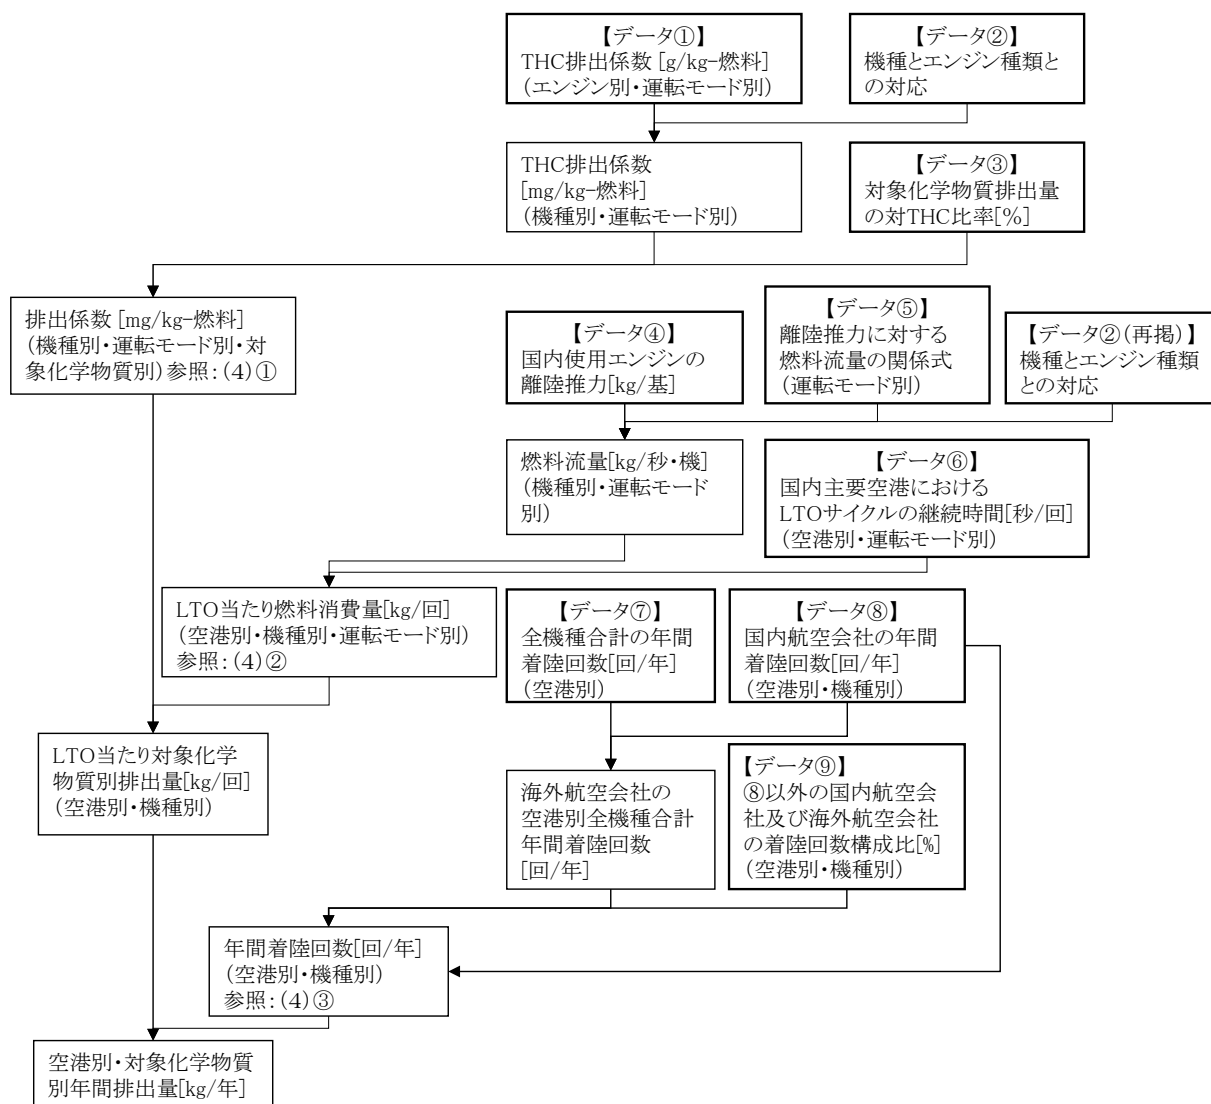 【データ①】
THC排出係数 [g/kg-燃料]
（エンジン別・運転モード別）
【データ②】
機種とエンジン種類と
の対応
THC排出係数
[mg/kg-燃料]
（機種別・運転モード別）
【データ③】
対象化学物質排出量
の対THC比率[%]
排出係数 [mg/kg-燃料]
（機種別・運転モード別・対
象化学物質別）参照：(4)①
【データ④】
国内使用エンジンの
離陸推力[kg/基]
【データ⑤】
離陸推力に対する
燃料流量の関係式
（運転モード別）
【データ②（再掲）】
機種とエンジン種類
との対応
燃料流量[kg/秒・機]
（機種別・運転モード
別）
【データ⑥】
国内主要空港における
LTOサイクルの継続時間[秒/回]
（空港別・運転モード別）
LTO当たり燃料消費量[kg/回]
（空港別・機種別・運転モード別）
参照：(4)②
【データ⑦】
全機種合計の年間
着陸回数[回/年]
（空港別）
【データ⑧】
国内航空会社の年間
着陸回数[回/年]
（空港別・機種別）
LTO当たり対象化学
物質別排出量[kg/回]
（空港別・機種別）
海外航空会社の
空港別全機種合計
年間着陸回数
[回/年]
【データ⑨】
⑧以外の国内航空会
社及び海外航空会社
の着陸回数構成比[%]
（空港別・機種別）
年間着陸回数[回/年]
（空港別・機種別）
参照：(4)③
空港別・対象化学物質
別年間排出量[kg/年]